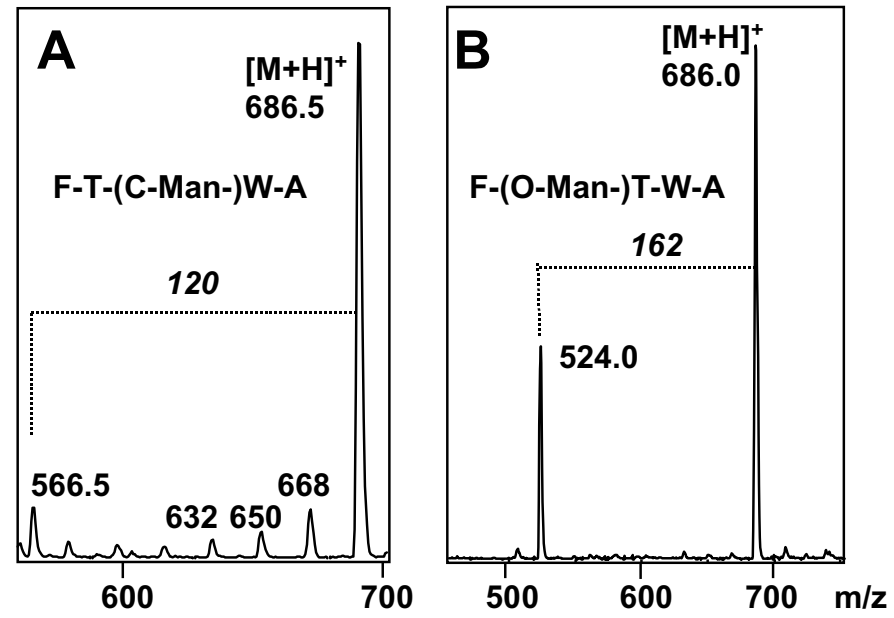 A
[M+H]+
686.5
F-T-(C-Man-)W-A
120
566.5
632 650 668
600 700
B
[M+H]+
686.0
F-(O-Man-)T-W-A
162
524.0
500 600 700 m/z